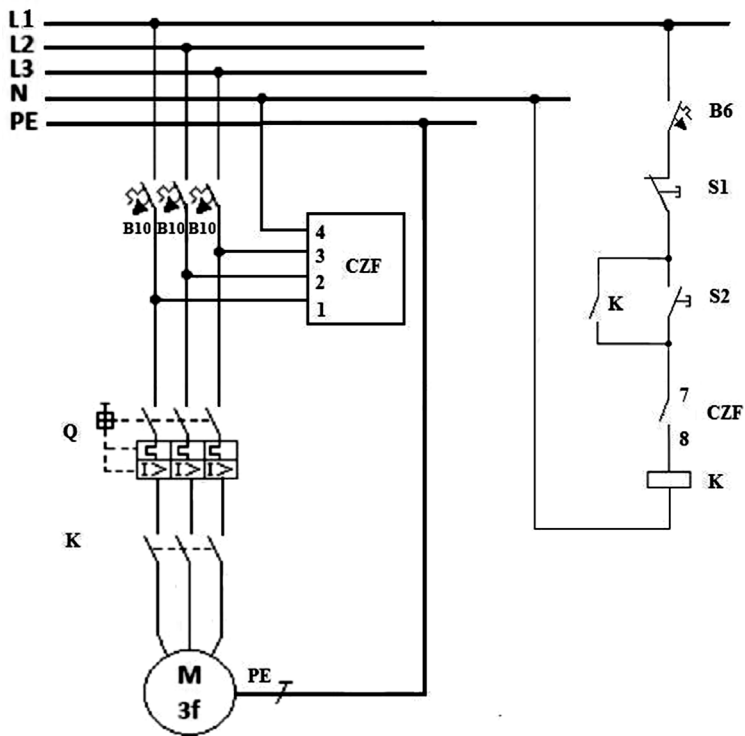 L1
L2
L3
N
PE
B6
B10 B10 B10
S1
4
3
CZF
2
1
K
S2
7
CZF
8
Q
I> I> I>
K
K
M
3f
PE